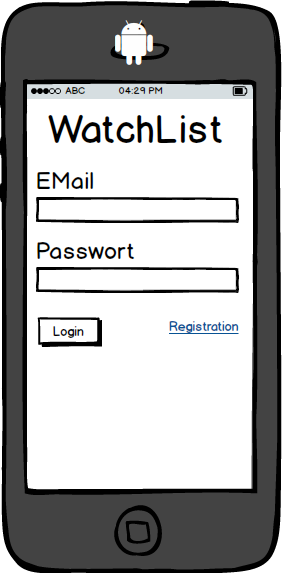 ABC 04:29 PM
WatchList
EMail
Passwort
Login Registration